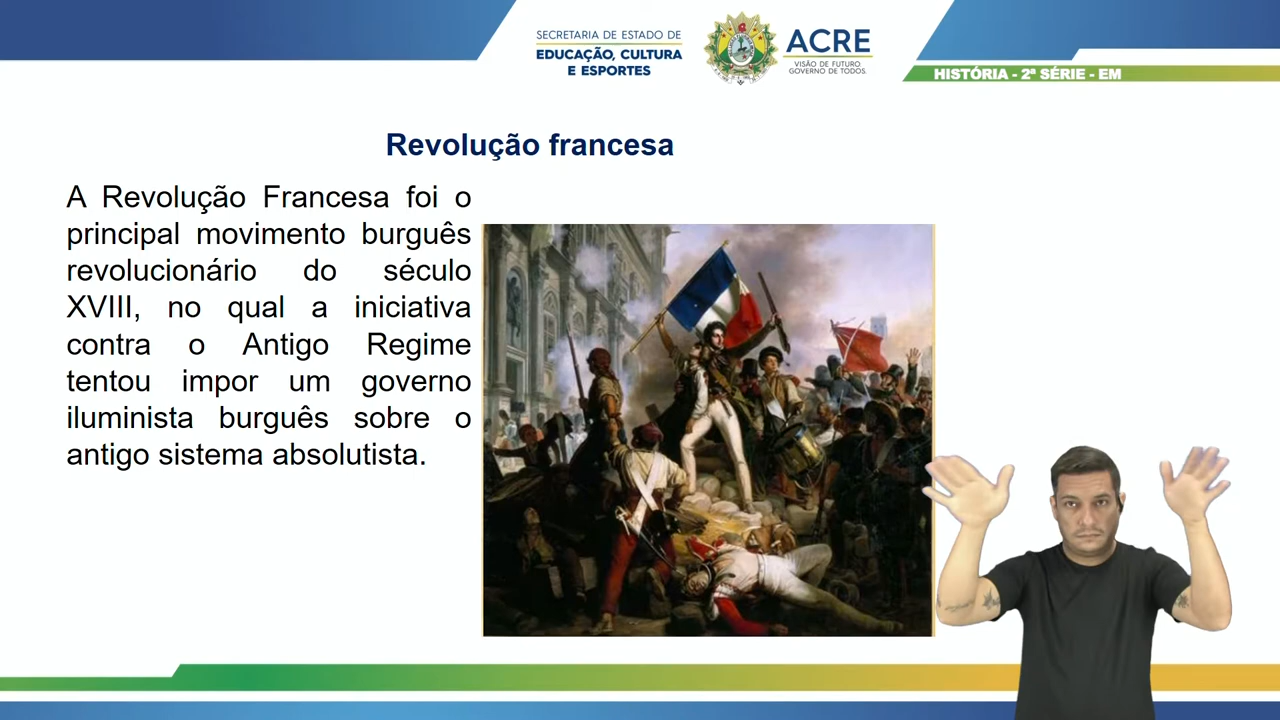 SECRETARIA DE ESTADO DE
EDUCAÇÃO, CULTURA
E ESPORTES
ACRE
VISÃO DE FUTURO.
GOVERNO DE TODOS.
HISTÓRIA - 2ª SÉRIE - EM
Revolução francesa
A Revolução Francesa foi o
principal movimento burguês
revolucionário do século
XVIII, no qual a iniciativa
contra o Antigo Regime
tentou impor um governo
iluminista burguês sobre o
antigo sistema absolutista.